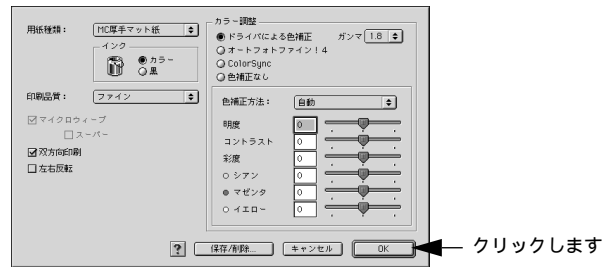 用紙種類： MC厚手マット紙
インク
カラー
黒
印刷品質： ファイン
マイクロウィーブ
スーパー
双方向印刷
左右反転
カラー調整
ドライバによる色補正 ガンマ 1.8
オートフォトファイン！4
ColorSync
色補正なし
色補正方法： 自動
明度 0
コントラスト 0
彩度 0
シアン 0
マゼンタ 0
イエロー 0
? 保存/削除... キャンセル OK
クリックします